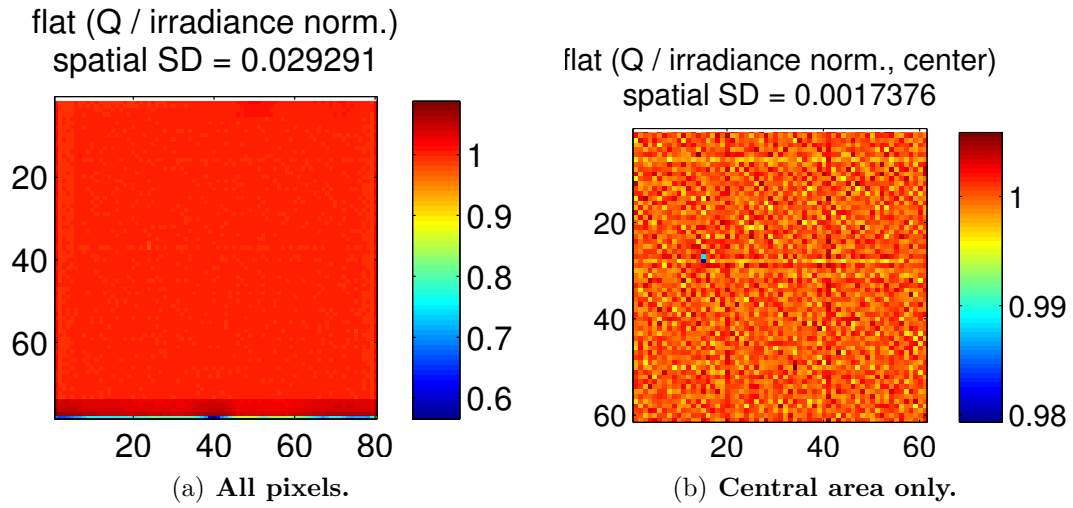 flat (Q / irradiance norm.)
spatial SD = 0.029291
20
40
60
20 40 60 80
1
0.9
0.8
0.7
0.6
(a) All pixels.
flat (Q / irradiance norm., center)
spatial SD = 0.0017376
20
40
60
20 40 60
1
0.99
0.98
(b) Central area only.